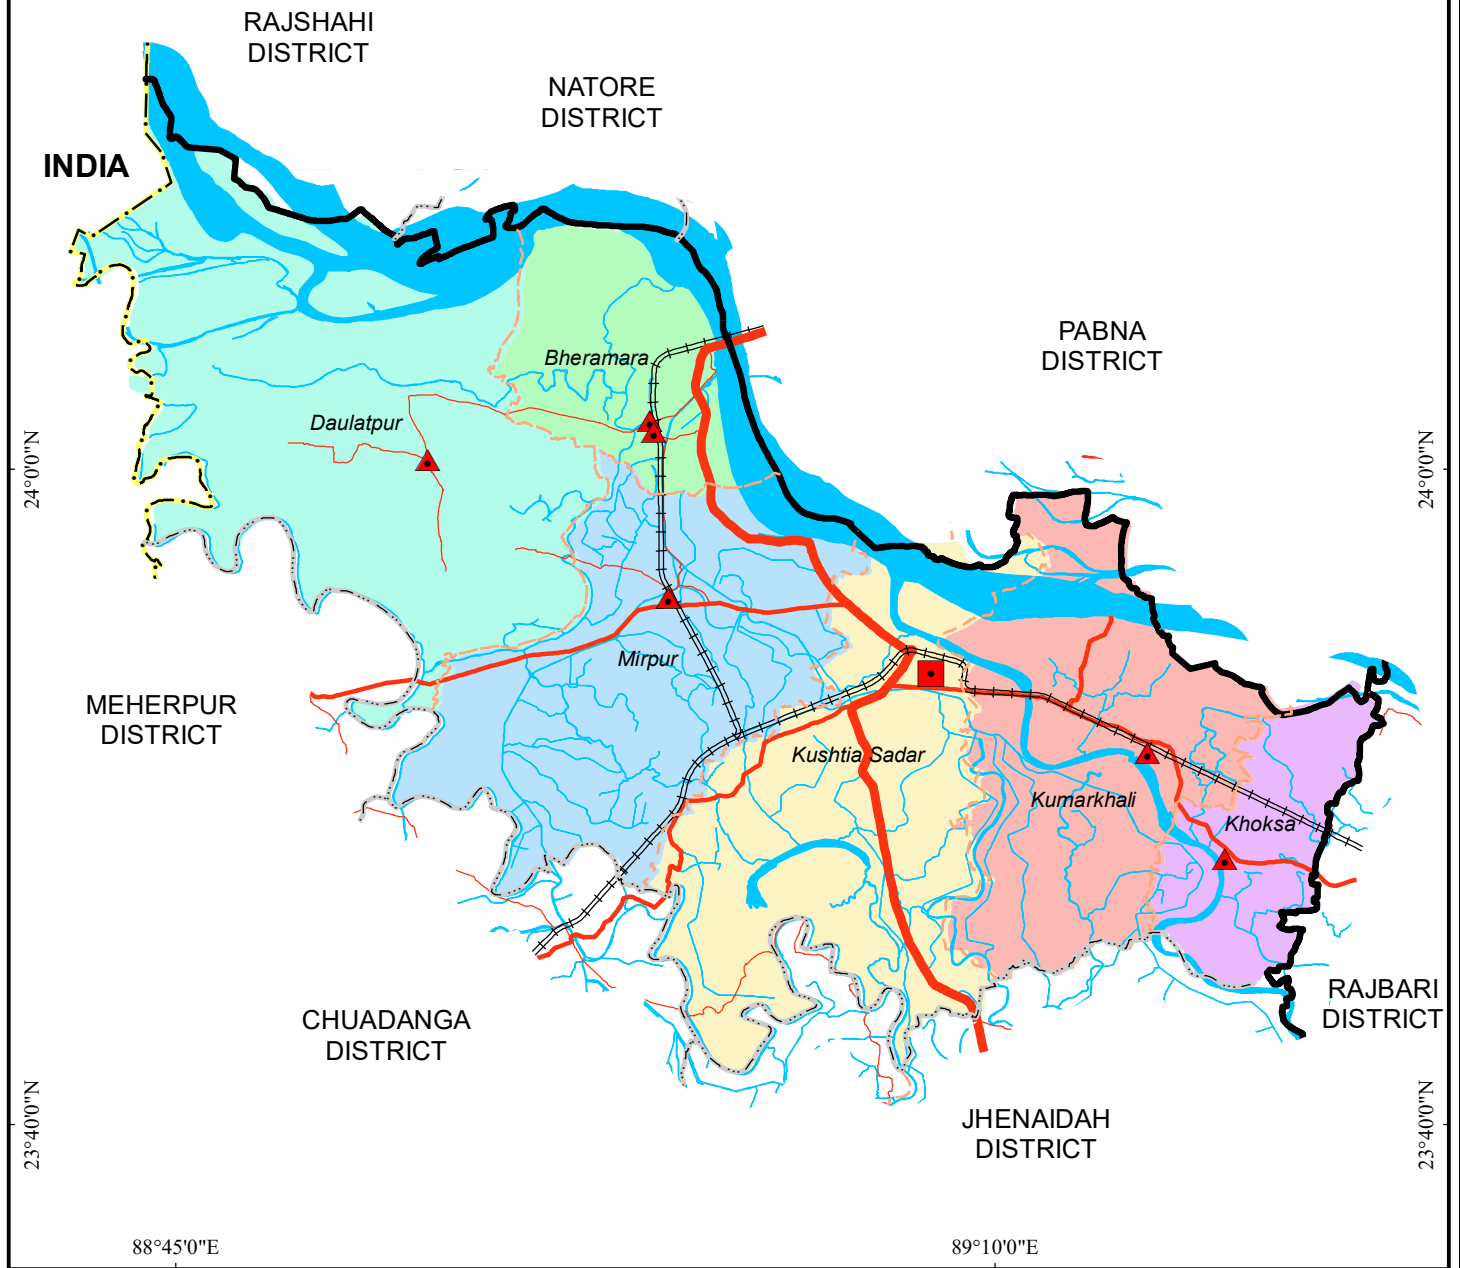 RAJSHAHI
DISTRICT
NATORE
DISTRICT
INDIA
PABNA
DISTRICT
Bheramara
Daulatpur
24°0'0"N
24°0'0"N
Mirpur
MEHERPUR
DISTRICT
Kushtia Sadar
Kumarkhali
Khoksa
RAJBARI
DISTRICT
CHUADANGA
DISTRICT
JHENAIDAH
DISTRICT
23°40'0"N
23°40'0"N
88°45'0"E
89°10'0"E